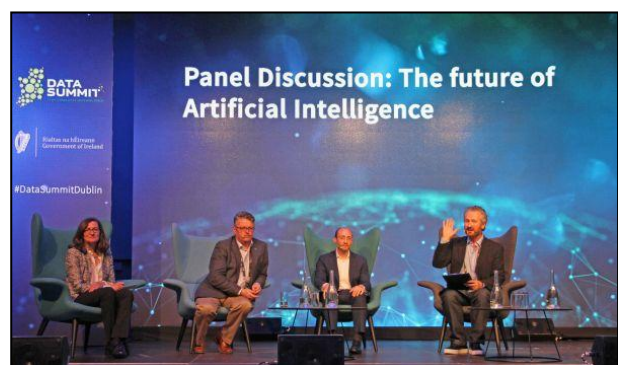 Panel Discussion: The future of
Artificial Intelligence
DATA
SUMMIT
Rialtas na hÉireann
Government of Ireland
#DataSummitDublin